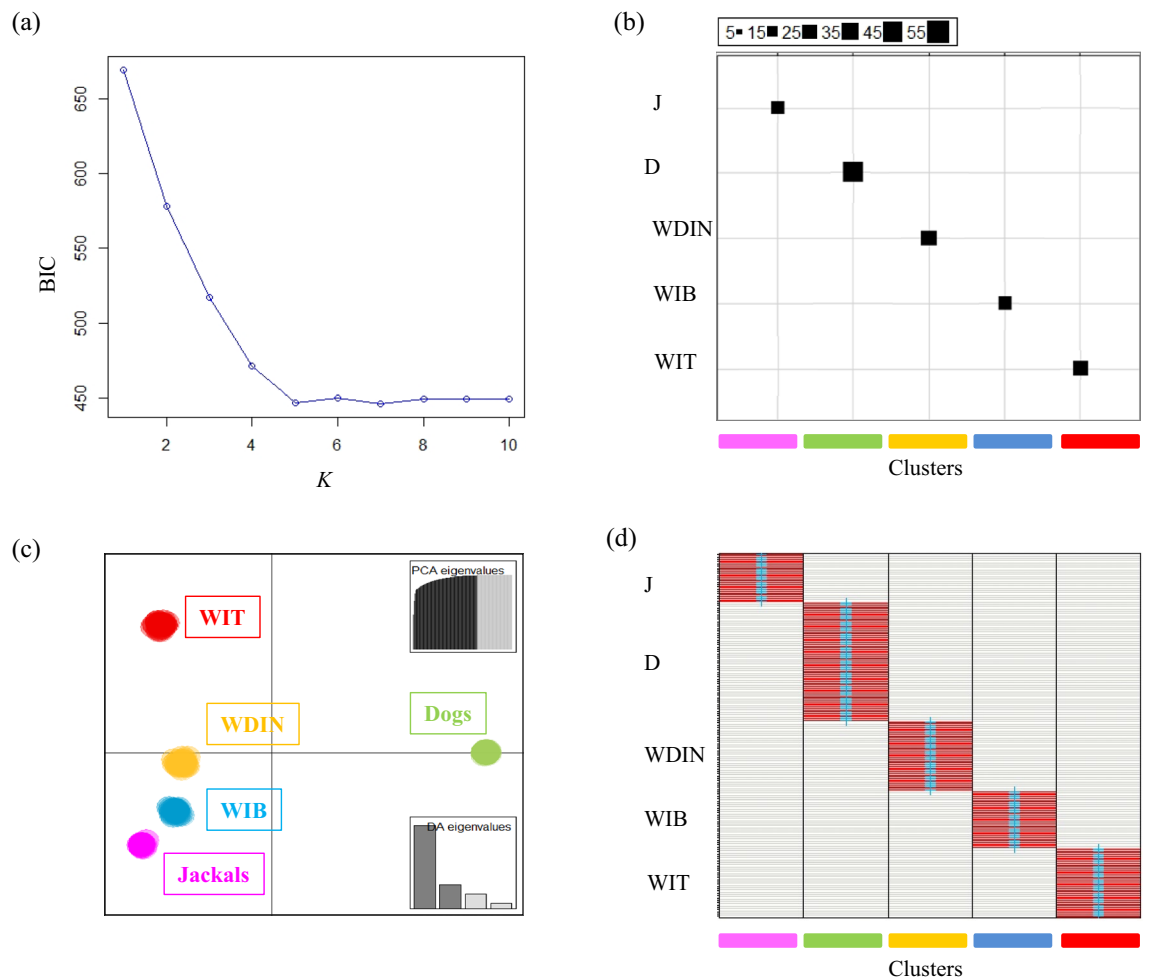 (a)
650
600
550
500
450
BIC
2 4 6 8 10
K
(b)
5 15 25 35 45 55
J
D
WDIN
WIB
WIT
Clusters
(c)
PCA eigenvalues
WIT
WDIN
Dogs
WIB
Jackals
DA eigenvalues
(d)
J
D
WDIN
WIB
WIT
Clusters